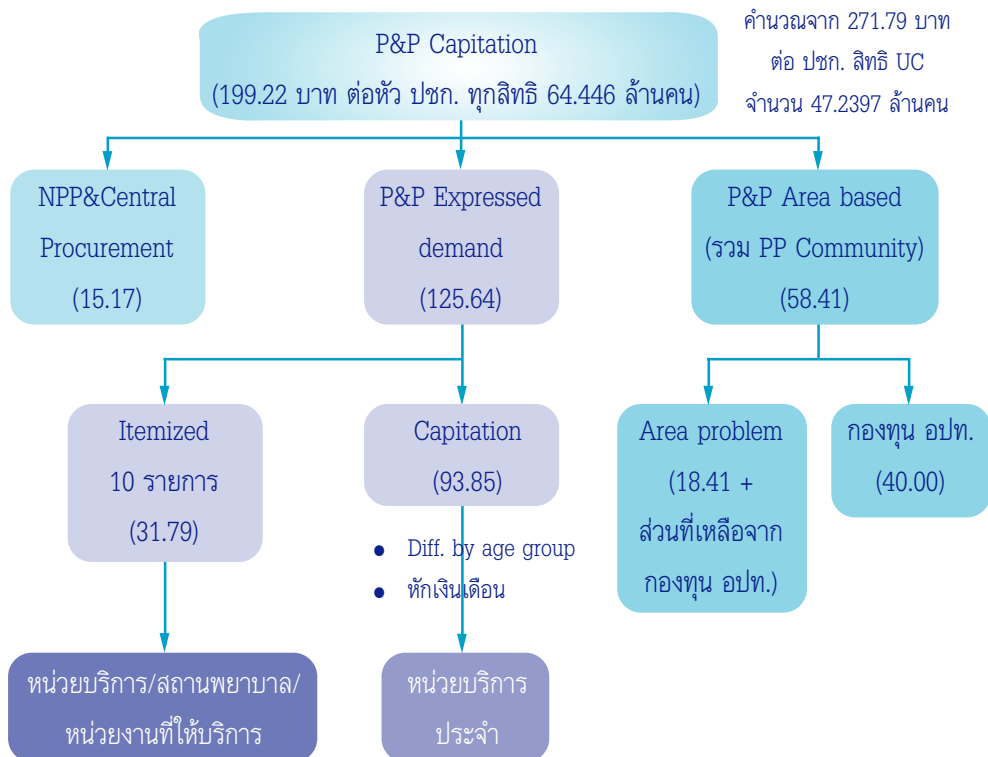 P&P Capitation
(199.22 บาท ต่อหัว ปชก. ทุกสิทธิ 64.446 ล้านคน)
คำนวณจาก 271.79 บาท
ต่อ ปชก. สิทธิ UC
จำนวน 47.2397 ล้านคน
NPP&Central
Procurement
(15.17)
P&P Expressed
demand
(125.64)
P&P Area based
(รวม PP Community)
(58.41)
Itemized
10 รายการ
(31.79)
Capitation
(93.85)
Area problem
(18.41 +
ส่วนที่เหลือจาก
กองทุน อปท.)
กองทุน อปท.
(40.00)
• Diff. by age group
• หักเงินเดือน
หน่วยบริการ/สถานพยาบาล/
หน่วยงานที่ให้บริการ
หน่วยบริการ
ประจำ